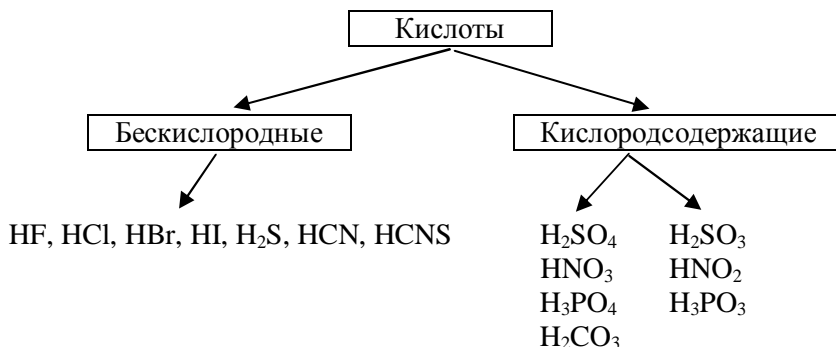 Кислоты
Бескислородные
Кислородсодержащие
HF, HCl, HBr, HI, H₂S, HCN, HCNS
H₂SO₄ H₂SO₃
HNO₃ HNO₂
H₃PO₄ H₃PO₃
H₂CO₃